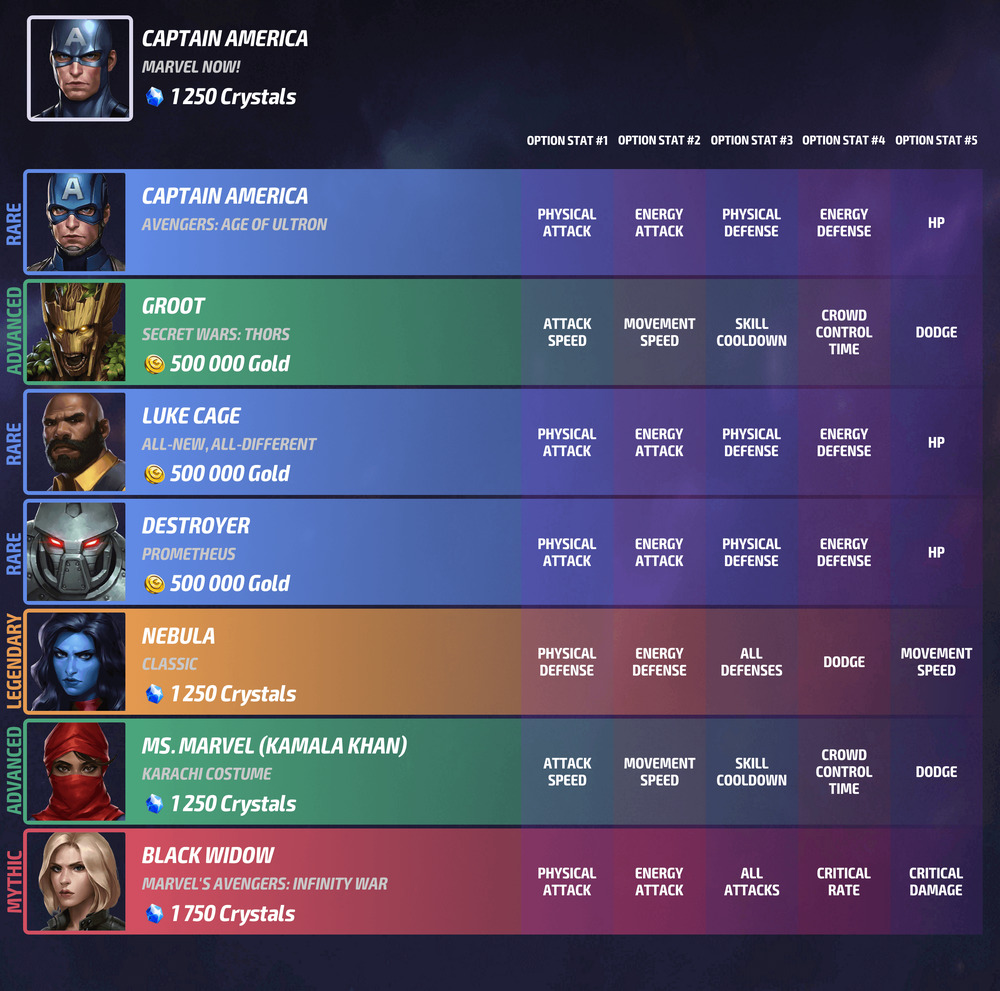 CAPTAIN AMERICA
MARVEL NOW!
1 250 Crystals
OPTION STAT #1 OPTION STAT #2 OPTION STAT #3 OPTION STAT #4 OPTION STAT #5
RARE
CAPTAIN AMERICA
AVENGERS: AGE OF ULTRON
PHYSICAL ATTACK
ENERGY ATTACK
PHYSICAL DEFENSE
ENERGY DEFENSE
HP
ADVANCED
GROOT
SECRET WARS: THORS
500 000 Gold
ATTACK SPEED
MOVEMENT SPEED
SKILL COOLDOWN
CROWD CONTROL TIME
DODGE
RARE
LUKE CAGE
ALL-NEW, ALL-DIFFERENT
500 000 Gold
PHYSICAL ATTACK
ENERGY ATTACK
PHYSICAL DEFENSE
ENERGY DEFENSE
HP
RARE
DESTROYER
PROMETHEUS
500 000 Gold
PHYSICAL ATTACK
ENERGY ATTACK
PHYSICAL DEFENSE
ENERGY DEFENSE
HP
LEGENDARY
NEBULA
CLASSIC
1 250 Crystals
PHYSICAL DEFENSE
ENERGY DEFENSE
ALL DEFENSES
DODGE
MOVEMENT SPEED
ADVANCED
MS. MARVEL (KAMALA KHAN)
KARACHI COSTUME
1 250 Crystals
ATTACK SPEED
MOVEMENT SPEED
SKILL COOLDOWN
CROWD CONTROL TIME
DODGE
MYTHIC
BLACK WIDOW
MARVEL'S AVENGERS: INFINITY WAR
1 750 Crystals
PHYSICAL ATTACK
ENERGY ATTACK
ALL ATTACKS
CRITICAL RATE
CRITICAL DAMAGE